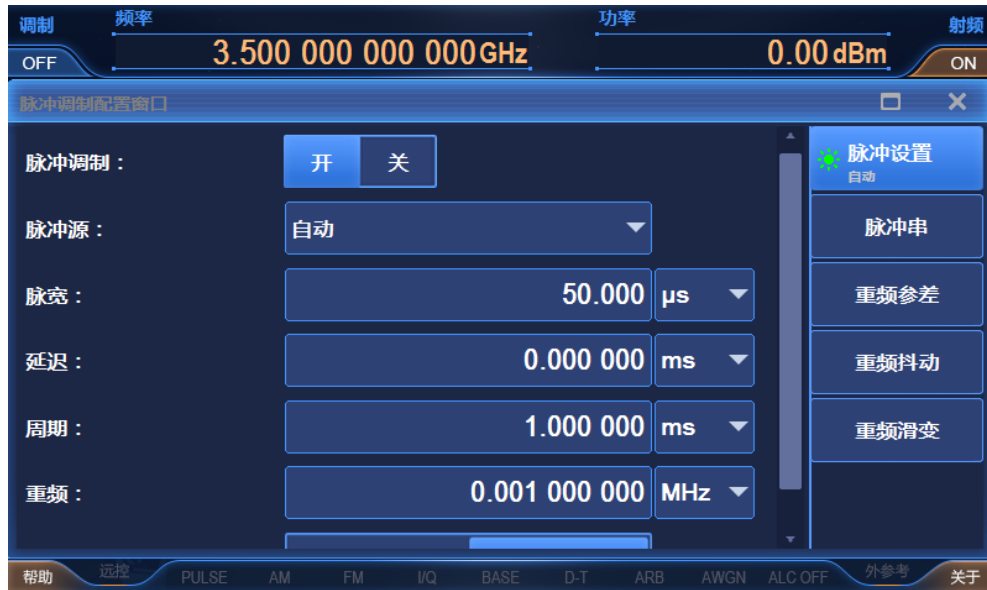 调制 频率 功率 射频
OFF 3.500 000 000 000 GHz 0.00 dBm ON
脉冲调制配置窗口
脉冲调制： 开 关
脉冲设置
自动
脉冲源： 自动
脉冲串
脉宽： 50.000 µs
重频参差
延迟： 0.000 000 ms
重频抖动
周期： 1.000 000 ms
重频滑变
重频： 0.001 000 000 MHz
帮助 远控 PULSE AM FM I/Q BASE D-T ARB AWGN ALC OFF 外参考 关于